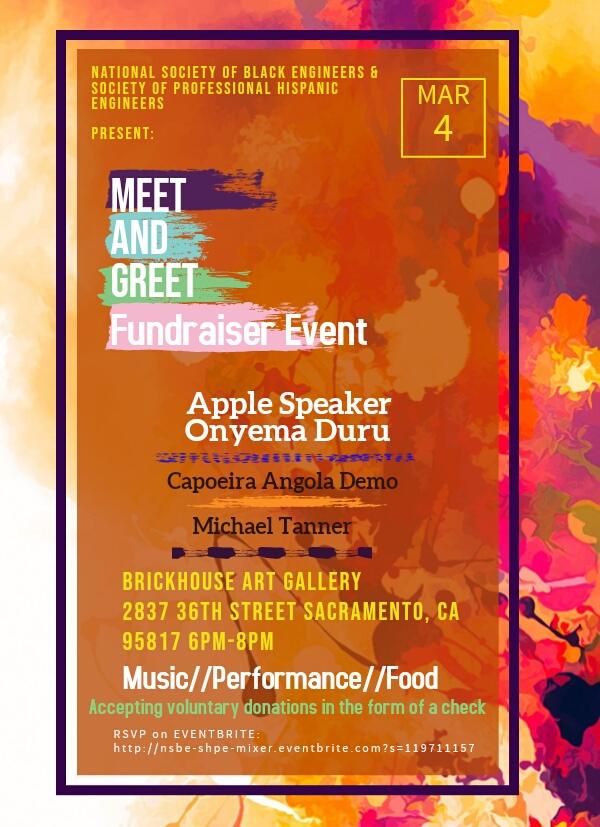 NATIONAL SOCIETY OF BLACK ENGINEERS &
SOCIETY OF PROFESSIONAL HISPANIC
ENGINEERS
PRESENT:
MAR
4
MEET
AND
GREET
Fundraiser Event
Apple Speaker
Onyema Duru
Capoeira Angola Demo
Michael Tanner
BRICKHOUSE ART GALLERY
2837 36TH STREET SACRAMENTO, CA
95817 6PM-8PM
Music//Performance//Food
Accepting voluntary donations in the form of a check
RSVP on EVENTBRITE:
http://nsbe-shpe-mixer.eventbrite.com?s=119711157